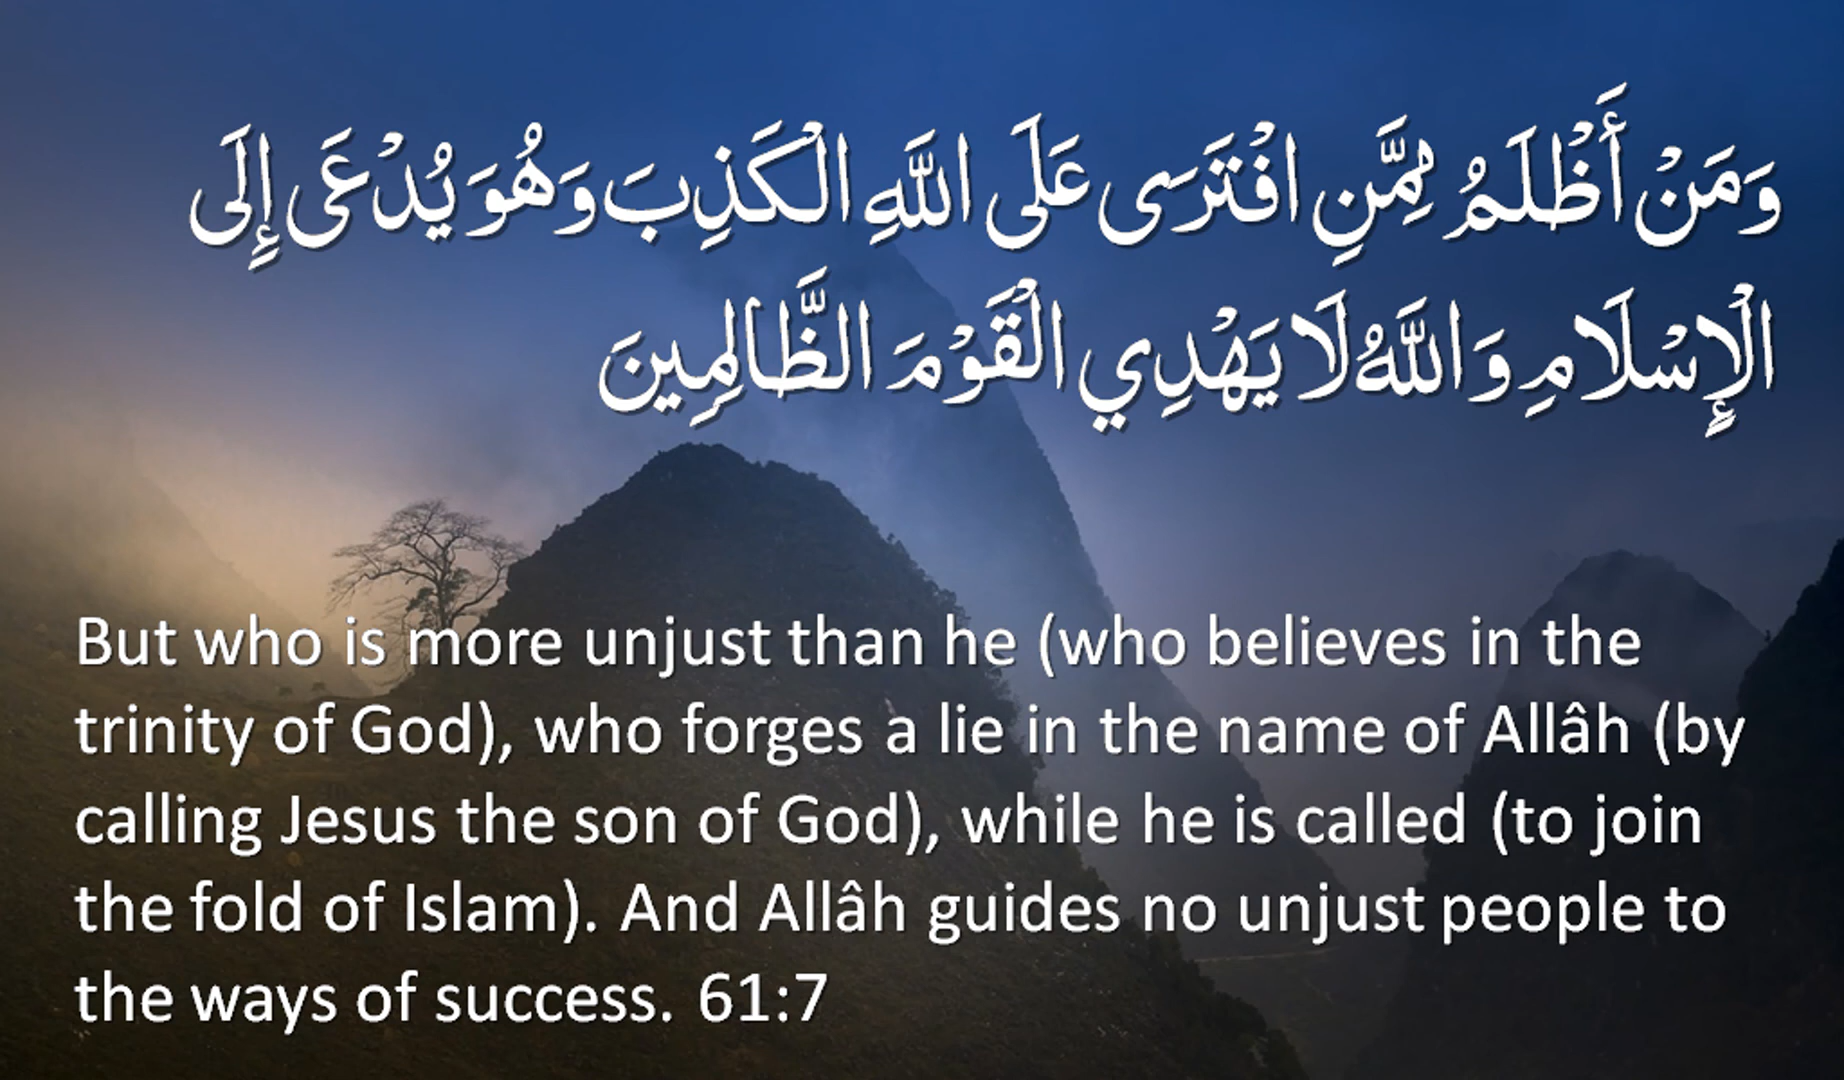 وَمَنْ أَظْلَمُ مِمَّنِ افْتَرَى عَلَى اللَّهِ الْكَذِبَ وَهُوَ يُدْعَى إِلَى
الْإِسْلَامِ وَاللَّهُ لَا يَهْدِي الْقَوْمَ الظَّالِمِينَ
But who is more unjust than he (who believes in the
trinity of God), who forges a lie in the name of Allâh (by
calling Jesus the son of God), while he is called (to join
the fold of Islam). And Allâh guides no unjust people to
the ways of success. 61:7